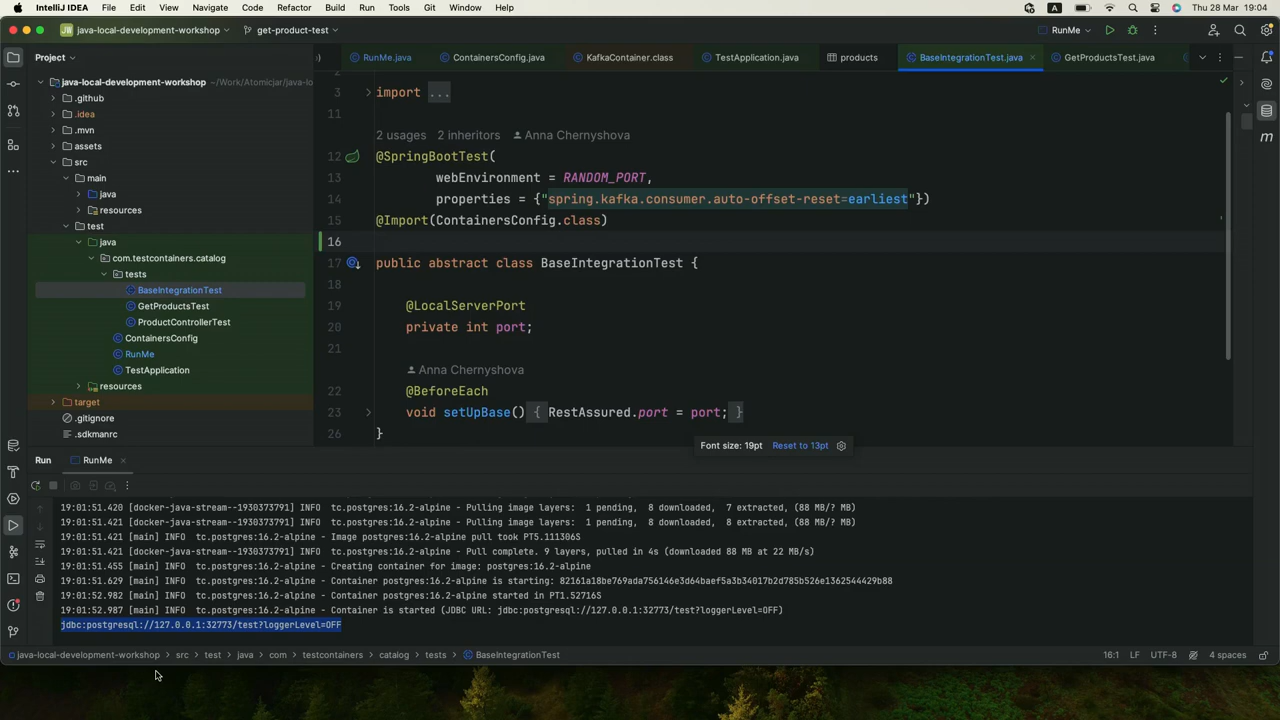 IntelliJ IDEA File Edit View Navigate Code Refactor Build Run Tools Git Window Help A Thu 28 Mar 19:04
java-local-development-workshop get-product-test RunMe
Project RunMe.java ContainersConfig.java KafkaContainer.class TestApplication.java products BaseIntegrationTest.java GetProductsTest.java
java-local-development-workshop ~/Work/Atomicjar/java-lo
.github
.idea
.mvn
assets
src
main
java
resources
test
java
com.testcontainers.catalog
tests
BaseIntegrationTest
GetProductsTest
ProductControllerTest
ContainersConfig
RunMe
TestApplication
resources
target
.gitignore
.sdkmanrc
2
3 import ...
11
2 usages 2 inheritors Anna Chernyshova
12 @SpringBootTest(
13 webEnvironment = RANDOM_PORT,
14 properties = {"spring.kafka.consumer.auto-offset-reset=earliest"})
15 @Import(ContainersConfig.class)
16
17 public abstract class BaseIntegrationTest {
18
19 @LocalServerPort
20 private int port;
21
Anna Chernyshova
22 @BeforeEach
23 void setUpBase() { RestAssured.port = port; }
26 }
Font size: 19pt Reset to 13pt
Run RunMe
19:01:51.420 [docker-java-stream--1930373791] INFO tc.postgres:16.2-alpine - Pulling image layers: 1 pending, 8 downloaded, 7 extracted, (88 MB/? MB)
19:01:51.421 [docker-java-stream--1930373791] INFO tc.postgres:16.2-alpine - Pulling image layers: 1 pending, 8 downloaded, 8 extracted, (88 MB/? MB)
19:01:51.421 [main] INFO tc.postgres:16.2-alpine - Image postgres:16.2-alpine pull took PT5.111306S
19:01:51.421 [docker-java-stream--1930373791] INFO tc.postgres:16.2-alpine - Pull complete. 9 layers, pulled in 4s (downloaded 88 MB at 22 MB/s)
19:01:51.455 [main] INFO tc.postgres:16.2-alpine - Creating container for image: postgres:16.2-alpine
19:01:51.629 [main] INFO tc.postgres:16.2-alpine - Container postgres:16.2-alpine is starting: 82161a18be769ada756146e3d64baef5a3b34017b2d785b526e1362544429b88
19:01:52.982 [main] INFO tc.postgres:16.2-alpine - Container postgres:16.2-alpine started in PT1.52716S
19:01:52.987 [main] INFO tc.postgres:16.2-alpine - Container is started (JDBC URL: jdbc:postgresql://127.0.0.1:32773/test?loggerLevel=OFF)
jdbc:postgresql://127.0.0.1:32773/test?loggerLevel=OFF
java-local-development-workshop > src > test > java > com > testcontainers > catalog > tests > BaseIntegrationTest 16:1 LF UTF-8 4 spaces